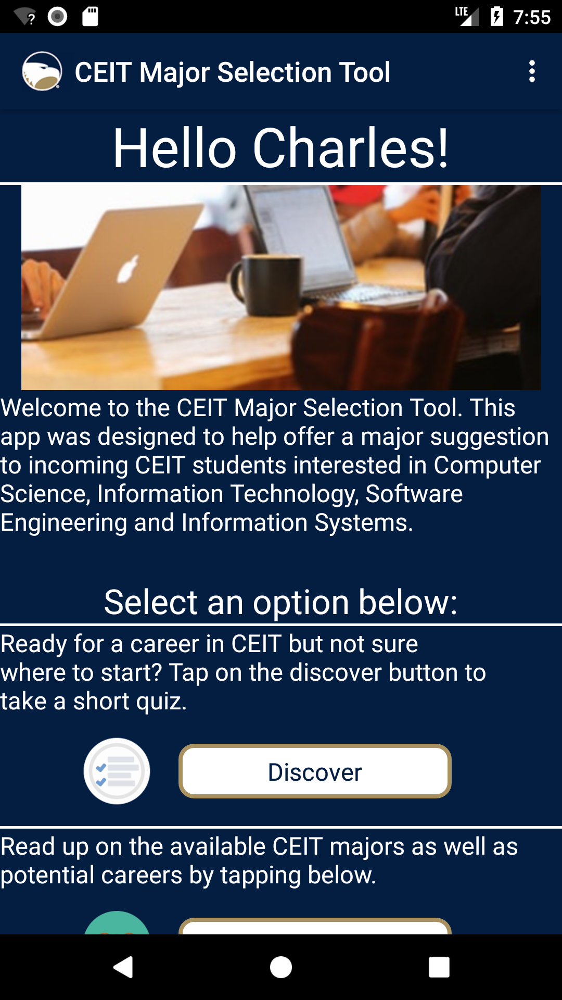 LTE 7:55
CEIT Major Selection Tool
Hello Charles!
Welcome to the CEIT Major Selection Tool. This
app was designed to help offer a major suggestion
to incoming CEIT students interested in Computer
Science, Information Technology, Software
Engineering and Information Systems.
Select an option below:
Ready for a career in CEIT but not sure
where to start? Tap on the discover button to
take a short quiz.
Discover
Read up on the available CEIT majors as well as
potential careers by tapping below.